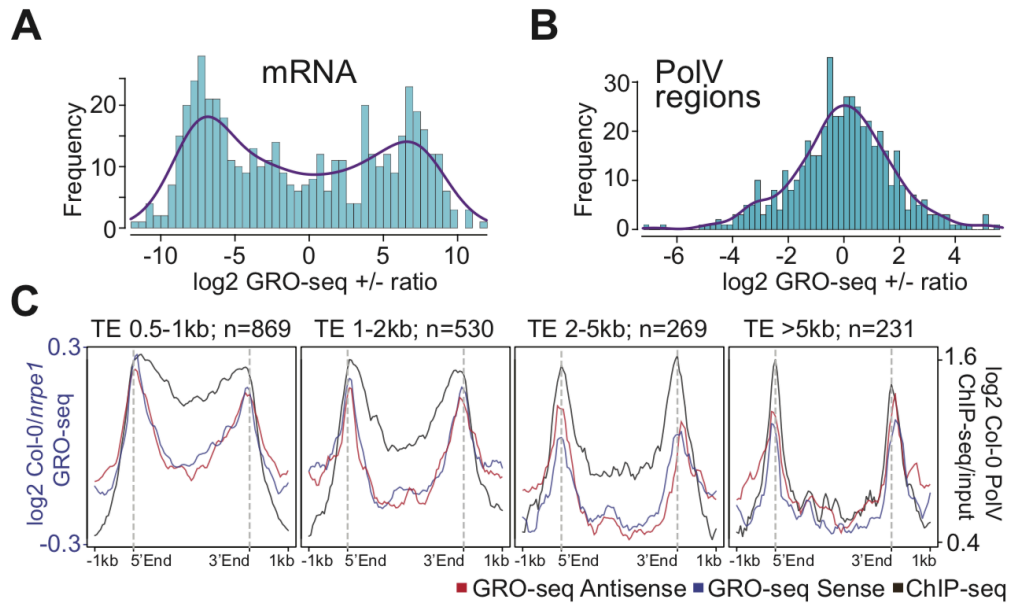 A
mRNA
Frequency
20
10
0
-10 -5 0 5 10
log2 GRO-seq +/- ratio
B
PolV
regions
Frequency
30
20
10
0
-6 -4 -2 0 2 4
log2 GRO-seq +/- ratio
C
TE 0.5-1kb; n=869
TE 1-2kb; n=530
TE 2-5kb; n=269
TE >5kb; n=231
0.3
-0.3
log2 Col-0/nrpe1
GRO-seq
1.6
0.4
log2 Col-0 PolV
ChIP-seq/input
-1kb 5'End 3'End 1kb
-1kb 5'End 3'End 1kb
-1kb 5'End 3'End 1kb
-1kb 5'End 3'End 1kb
GRO-seq Antisense GRO-seq Sense ChIP-seq